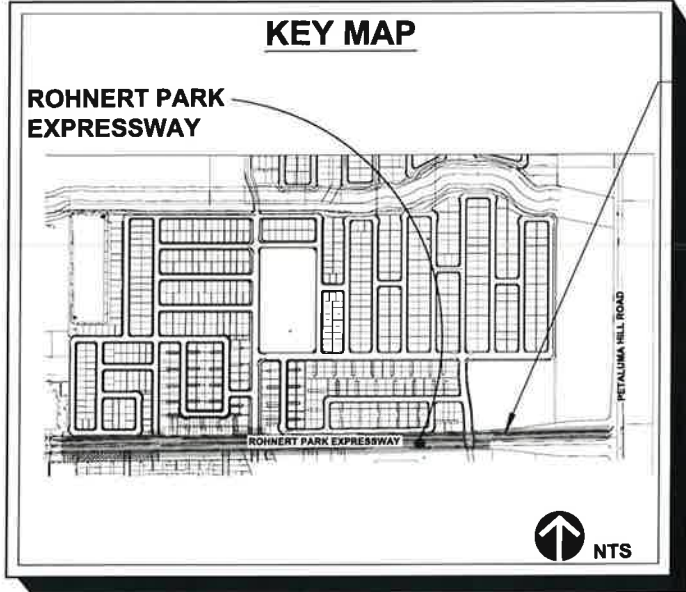 KEY MAP
ROHNERT PARK
EXPRESSWAY
PETALUMA HILL ROAD
ROHNERT PARK EXPRESSWAY
NTS